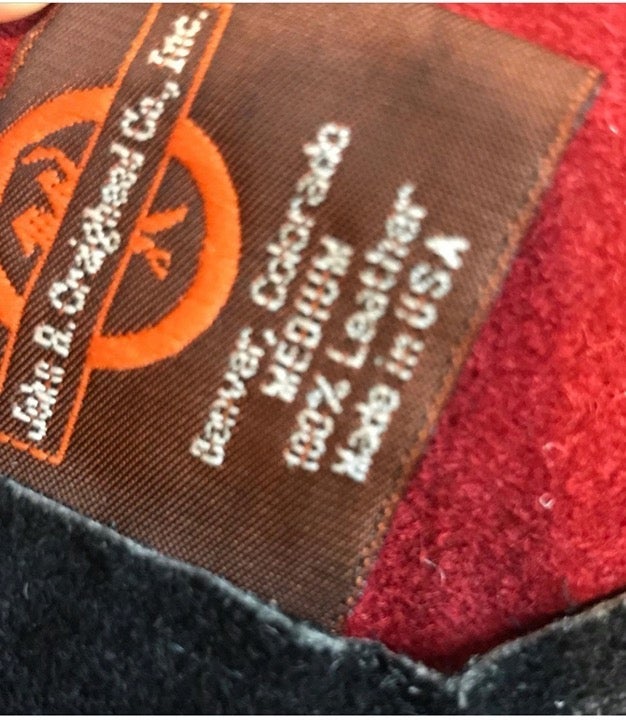 John R. Craighead Co., Inc.
Denver, Colorado
MEDIUM
100% Leather
Made in USA